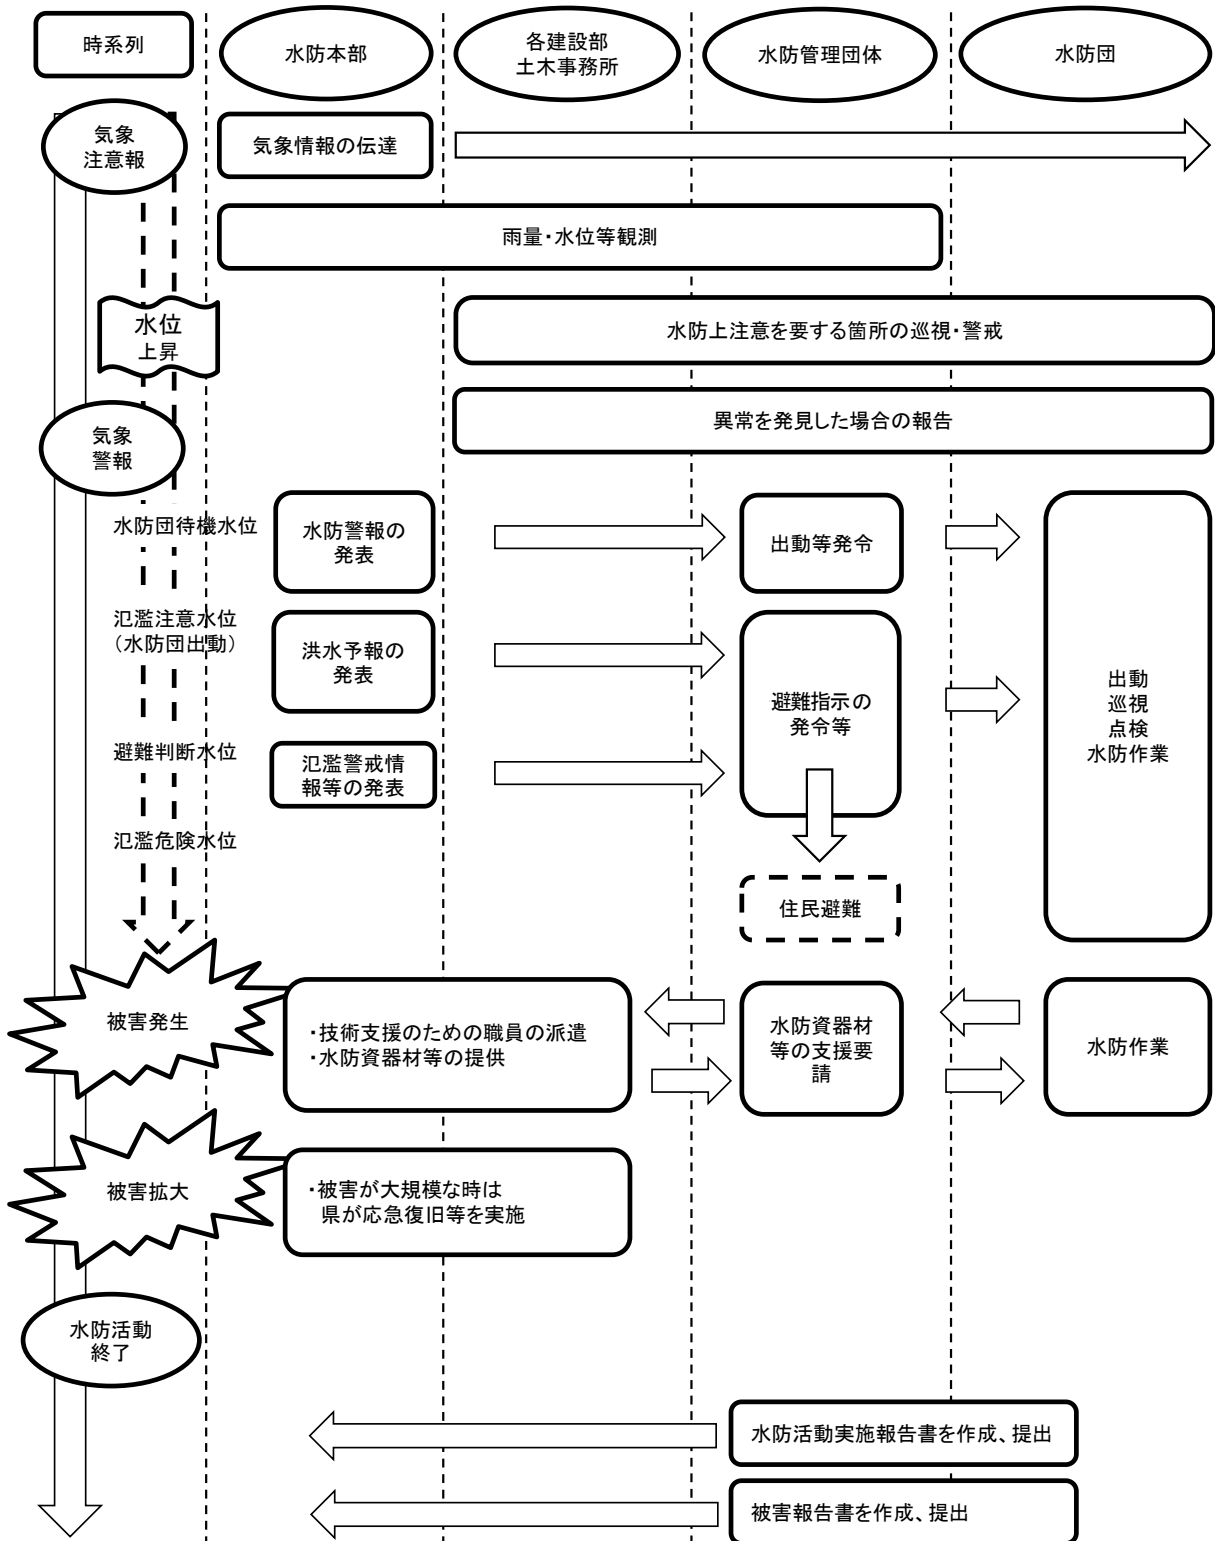 時系列
水防本部
各建設部
土木事務所
水防管理団体
水防団
気象
注意報
気象情報の伝達
雨量・水位等観測
水位
上昇
水防上注意を要する箇所の巡視・警戒
異常を発見した場合の報告
気象
警報
水防団待機水位
水防警報の
発表
出動等発令
氾濫注意水位
（水防団出動）
洪水予報の
発表
避難指示の
発令等
出動
巡視
点検
水防作業
避難判断水位
氾濫警戒情
報等の発表
氾濫危険水位
住民避難
被害発生
・技術支援のための職員の派遣
・水防資器材等の提供
水防資器材
等の支援要
請
水防作業
被害拡大
・被害が大規模な時は
県が応急復旧等を実施
水防活動
終了
水防活動実施報告書を作成、提出
被害報告書を作成、提出